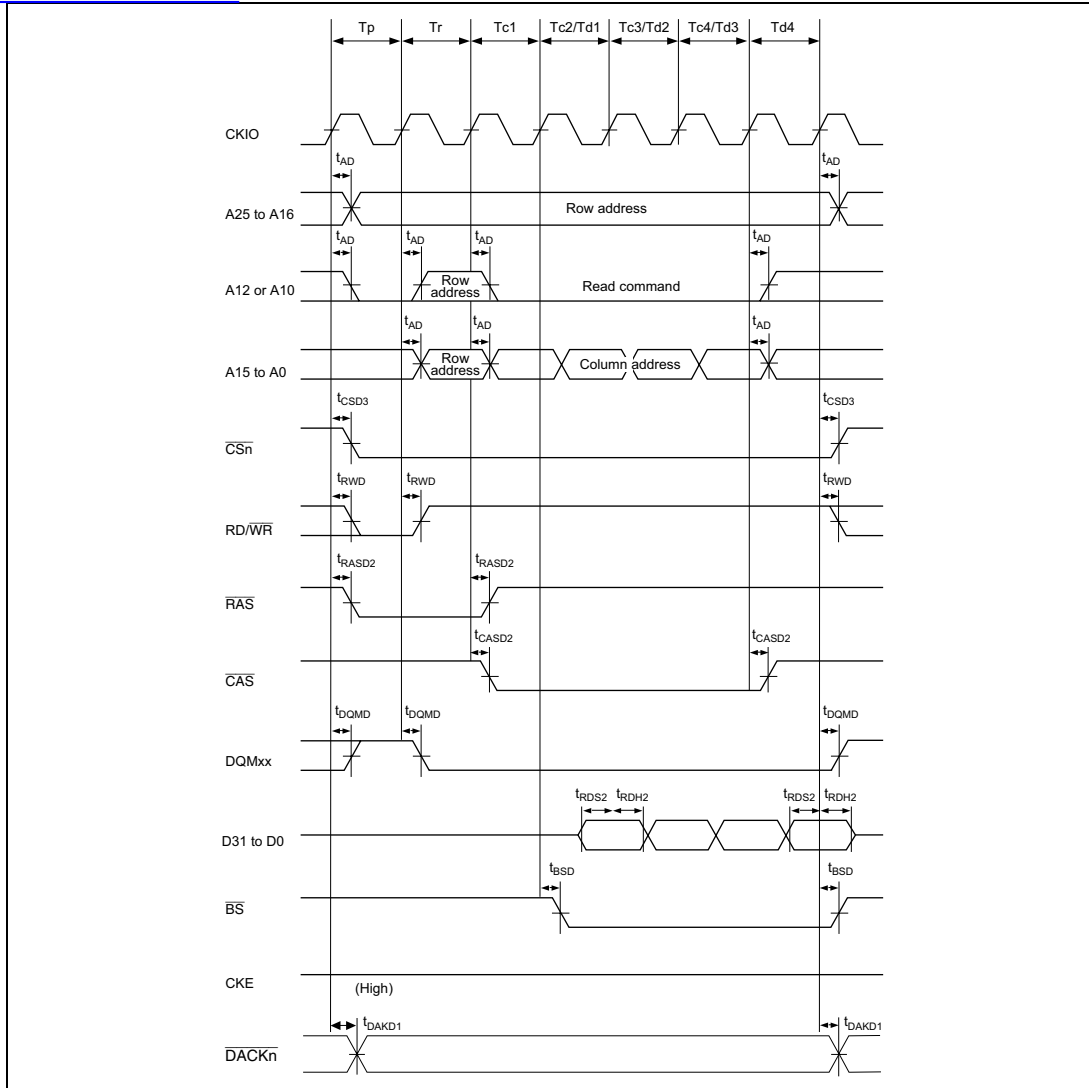 Tp Tr Tc1 Tc2/Td1 Tc3/Td2 Tc4/Td3 Td4
CKIO
tAD tAD
A25 to A16 Row address
tAD tAD tAD tAD
A12 or A10 Row address Read command
tAD tAD tAD
A15 to A0 Row address Column address
tCSD3 tCSD3
CSn
tRWD tRWD tRWD
RD/WR
tRASD2 tRASD2
RAS
tCASD2 tCASD2
CAS
tDQMD tDQMD tDQMD
DQMxx
tRDS2 tRDH2 tRDS2 tRDH2
D31 to D0
tBSD tBSD
BS
CKE
(High)
tDAKD1 tDAKD1
DACKn